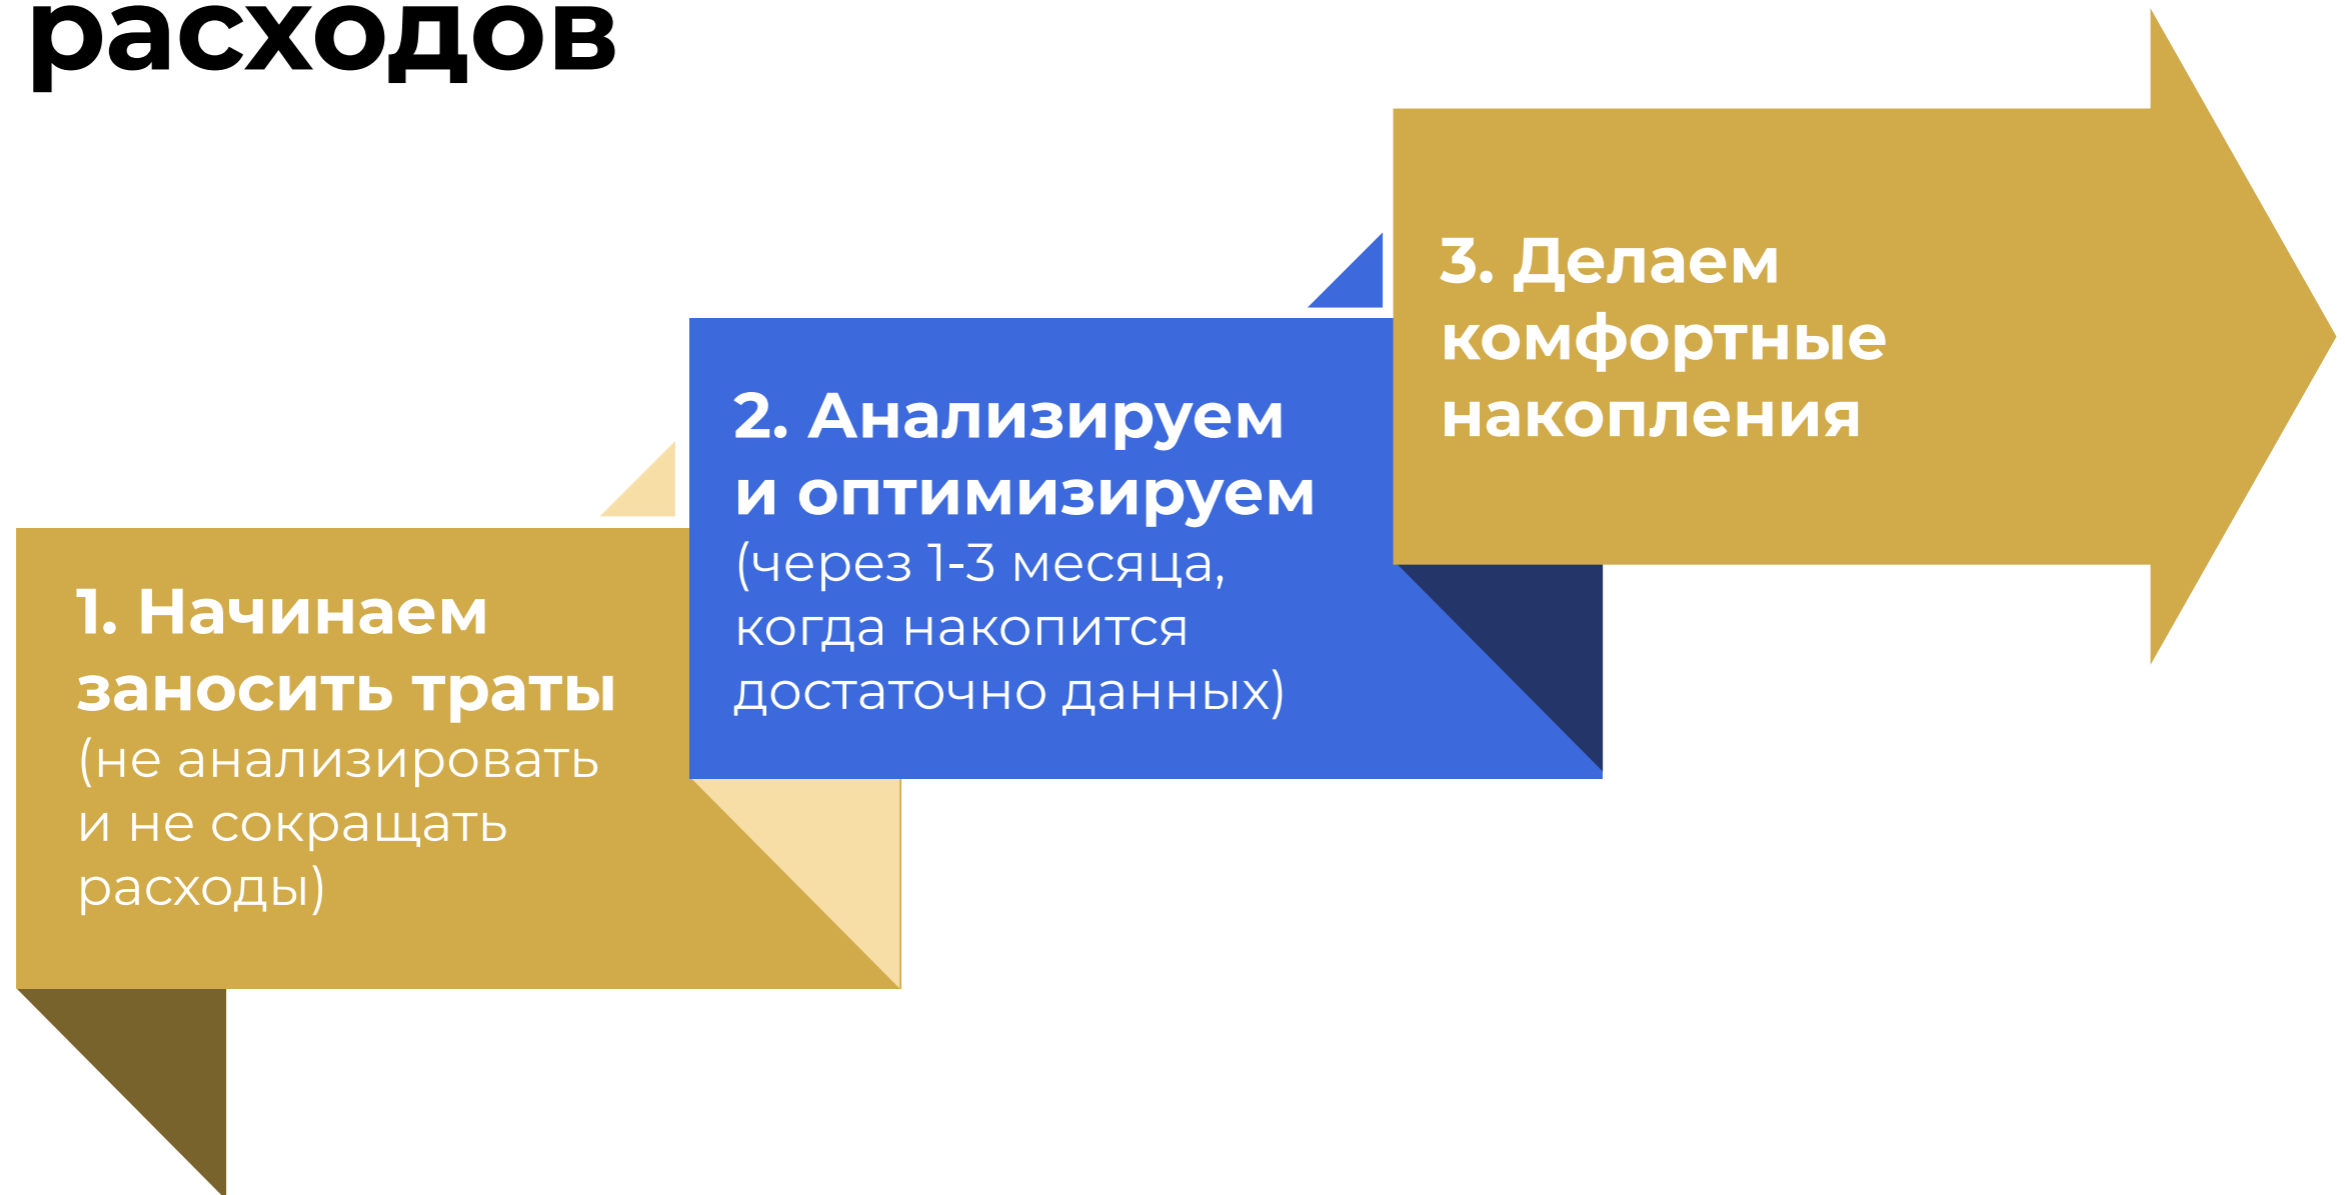 расходов
1. Начинаем
заносить траты
(не анализировать
и не сокращать
расходы)
2. Анализируем
и оптимизируем
(через 1-3 месяца,
когда накопится
достаточно данных)
3. Делаем
комфортные
накопления